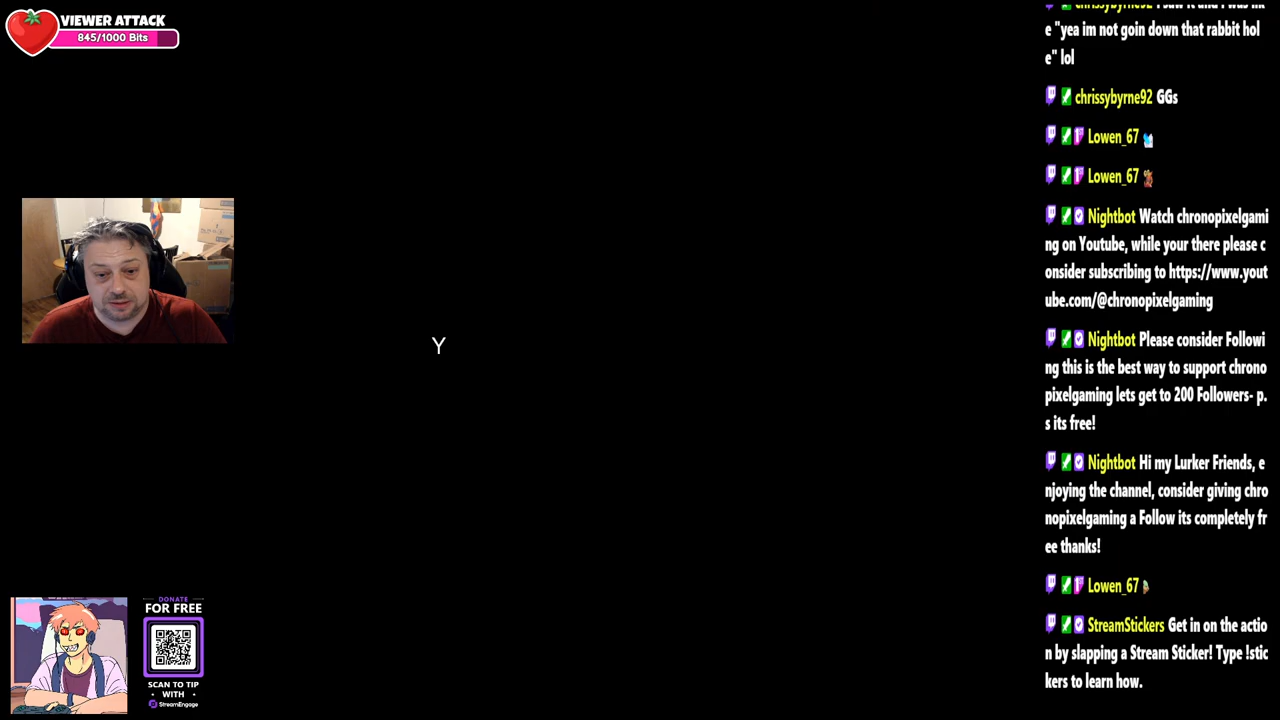 VIEWER ATTACK
845/1000 Bits
Y
DONATE
FOR FREE
SCAN TO TIP
• WITH •
StreamEngage
e "yea im not goin down that rabbit hol
e" lol
chrissybyrne92 GGs
Lowen_67
Lowen_67
Nightbot Watch chronopixelgami
ng on Youtube, while your there please c
onsider subscribing to https://www.yout
ube.com/@chronopixelgaming
Nightbot Please consider Followi
ng this is the best way to support chrono
pixelgaming lets get to 200 Followers- p.
s its free!
Nightbot Hi my Lurker Friends, e
njoying the channel, consider giving chro
nopixelgaming a Follow its completely fr
ee thanks!
Lowen_67
StreamStickers Get in on the actio
n by slapping a Stream Sticker! Type !stic
kers to learn how.